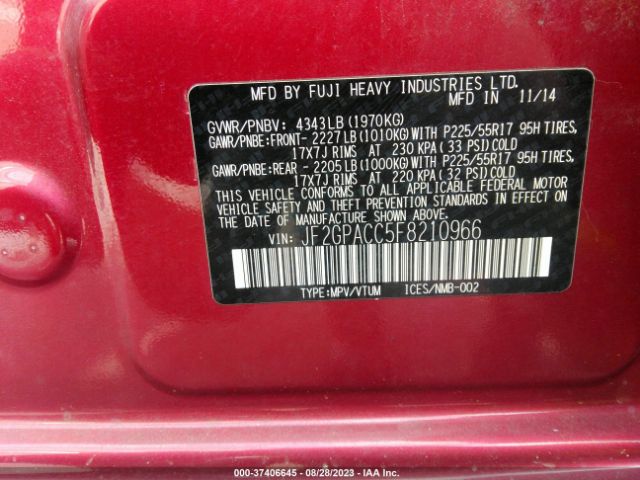 MFD BY FUJI HEAVY INDUSTRIES LTD.
MFD IN 11/14
GVWR/PNBV: 4343LB (1970KG)
GAWR/PNBE:FRONT- 2227LB (1010KG) WITH P225/55R17 95H TIRES,
17X7J RIMS AT 230 KPA ( 33 PSI) COLD
GAWR/PNBE:REAR - 2205LB (1000KG) WITH P225/55R17 95H TIRES,
17X7J RIMS AT 220 KPA ( 32 PSI) COLD
THIS VEHICLE CONFORMS TO ALL APPLICABLE FEDERAL MOTOR
VEHICLE SAFETY AND THEFT PREVENTION STANDARDS IN EFFECT ON
THE DATE OF MANUFACTURE SHOWN ABOVE.
VIN: JF2GPACC5F8210966
TYPE:MPV/VTUM ICES/NMB-002
000-37406645 - 08/28/2023 - IAA Inc.